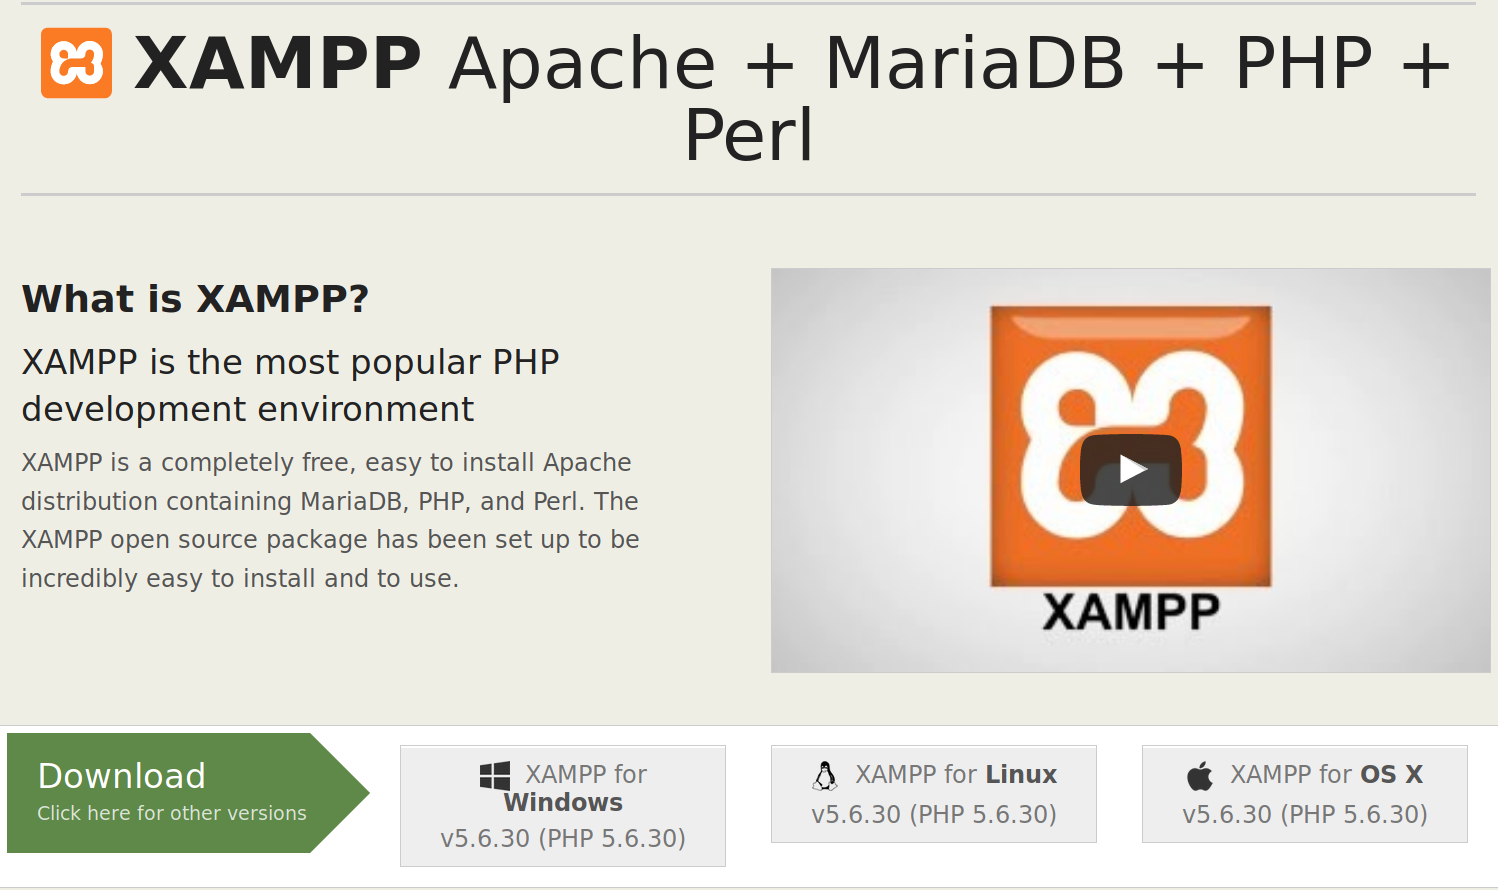 XAMPP Apache + MariaDB + PHP +
Perl
What is XAMPP?
XAMPP is the most popular PHP
development environment
XAMPP is a completely free, easy to install Apache
distribution containing MariaDB, PHP, and Perl. The
XAMPP open source package has been set up to be
incredibly easy to install and to use.
XAMPP
Download
Click here for other versions
XAMPP for
Windows
v5.6.30 (PHP 5.6.30)
XAMPP for Linux
v5.6.30 (PHP 5.6.30)
XAMPP for OS X
v5.6.30 (PHP 5.6.30)